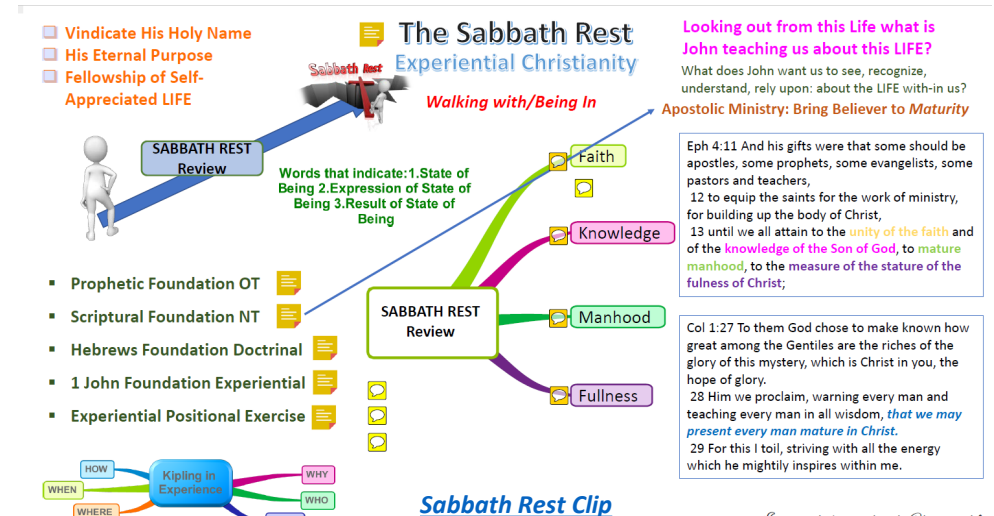 Vindicate His Holy Name
His Eternal Purpose
Fellowship of Self-
Appreciated LIFE
The Sabbath Rest
Experiential Christianity
Sabbath Rest
Walking with/Being In
Looking out from this Life what is
John teaching us about this LIFE?
What does John want us to see, recognize,
understand, rely upon: about the LIFE with-in us?
Apostolic Ministry: Bring Believer to Maturity
SABBATH REST
Review
Words that indicate:1.State of
Being 2.Expression of State of
Being 3.Result of State of
Being
Faith
Knowledge
Manhood
Fullness
SABBATH REST
Review
Eph 4:11 And his gifts were that some should be
apostles, some prophets, some evangelists, some
pastors and teachers,
12 to equip the saints for the work of ministry,
for building up the body of Christ,
13 until we all attain to the unity of the faith and
of the knowledge of the Son of God, to mature
manhood, to the measure of the stature of the
fulness of Christ;
Prophetic Foundation OT
Scriptural Foundation NT
Hebrews Foundation Doctrinal
1 John Foundation Experiential
Experiential Positional Exercise
Col 1:27 To them God chose to make known how
great among the Gentiles are the riches of the
glory of this mystery, which is Christ in you, the
hope of glory.
28 Him we proclaim, warning every man and
teaching every man in all wisdom, that we may
present every man mature in Christ.
29 For this I toil, striving with all the energy
which he mightily inspires within me.
HOW
WHEN
WHERE
Kipling in
Experience
WHY
WHO
Sabbath Rest Clip